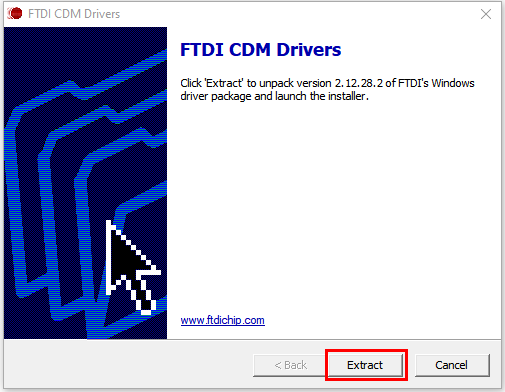 FTDI CDM Drivers
FTDI CDM Drivers
Click 'Extract' to unpack version 2.12.28.2 of FTDI's Windows
driver package and launch the installer.
www.ftdichip.com
< Back Extract Cancel